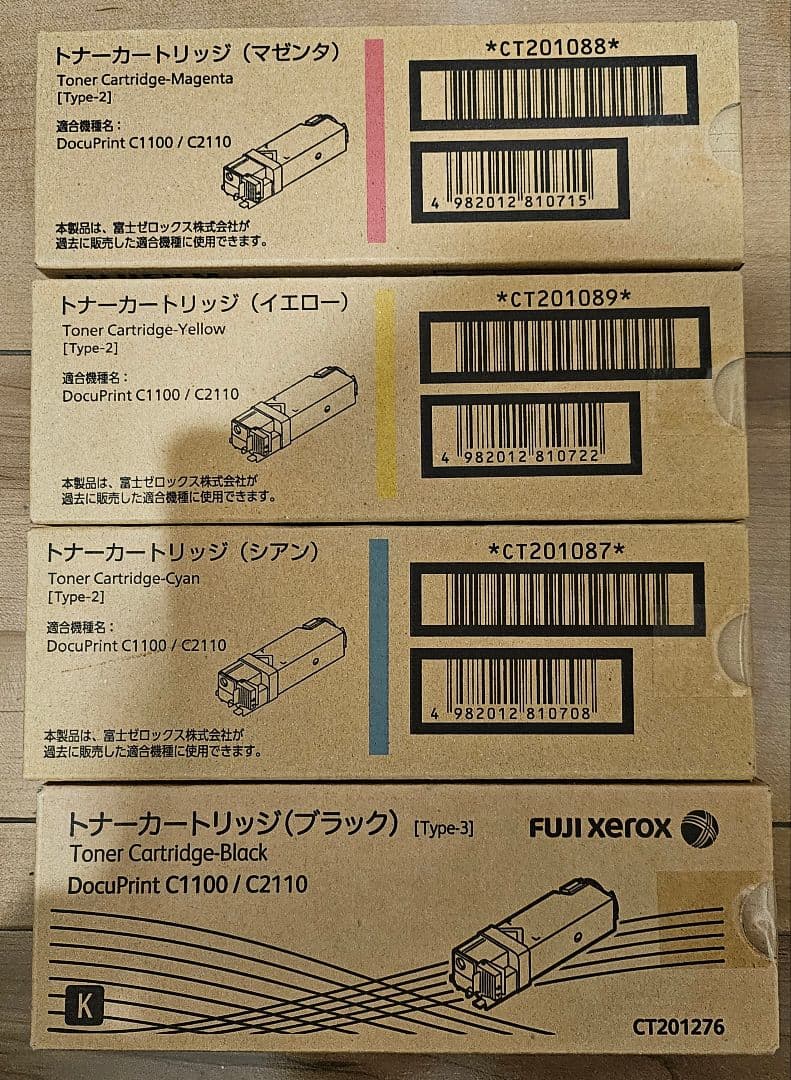 トナーカートリッジ（マゼンタ）
Toner Cartridge-Magenta
[Type-2]
適合機種名：
DocuPrint C1100 / C2110
本製品は、富士ゼロックス株式会社が
過去に販売した適合機種に使用できます。
*CT201088*
4 982012 810715
トナーカートリッジ（イエロー）
Toner Cartridge-Yellow
[Type-2]
適合機種名：
DocuPrint C1100 / C2110
本製品は、富士ゼロックス株式会社が
過去に販売した適合機種に使用できます。
*CT201089*
4 982012 810722
トナーカートリッジ（シアン）
Toner Cartridge-Cyan
[Type-2]
適合機種名：
DocuPrint C1100 / C2110
本製品は、富士ゼロックス株式会社が
過去に販売した適合機種に使用できます。
*CT201087*
4 982012 810708
トナーカートリッジ（ブラック） [Type-3]
Toner Cartridge-Black
DocuPrint C1100 / C2110
FUJI xerox
K
CT201276